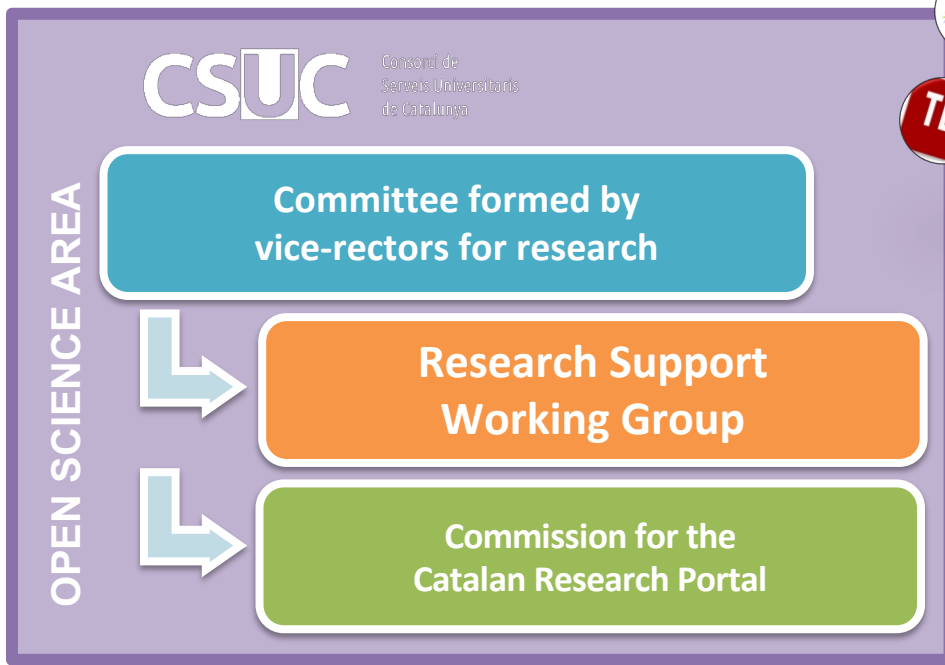 CSUC
Consorci de
Serveis Universitaris
de Catalunya
OPEN SCIENCE AREA
Committee formed by
vice-rectors for research
Research Support
Working Group
Commission for the
Catalan Research Portal